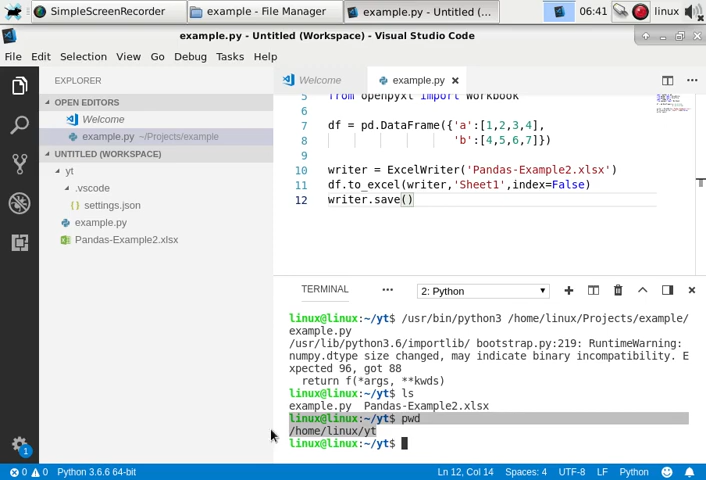 SimpleScreenRecorder
example - File Manager
example.py - Untitled (...
06:41
linux
example.py - Untitled (Workspace) - Visual Studio Code
File Edit Selection View Go Debug Tasks Help
EXPLORER
OPEN EDITORS
Welcome
example.py ~/Projects/example
UNTITLED (WORKSPACE)
yt
.vscode
{} settings.json
example.py
Pandas-Example2.xlsx
1
Welcome
example.py
5 from openpyxl import Workbook
6
7 df = pd.DataFrame({'a':[1,2,3,4],
8 'b':[4,5,6,7]})
9
10 writer = ExcelWriter('Pandas-Example2.xlsx')
11 df.to_excel(writer,'Sheet1',index=False)
12 writer.save()
TERMINAL
2: Python
linux@linux:~/yt$ /usr/bin/python3 /home/linux/Projects/example/
example.py
/usr/lib/python3.6/importlib/_bootstrap.py:219: RuntimeWarning:
numpy.dtype size changed, may indicate binary incompatibility. E
xpected 96, got 88
return f(*args, **kwds)
linux@linux:~/yt$ ls
example.py Pandas-Example2.xlsx
linux@linux:~/yt$ pwd
/home/linux/yt
linux@linux:~/yt$
0 0 Python 3.6.6 64-bit
Ln 12, Col 14 Spaces: 4 UTF-8 LF Python